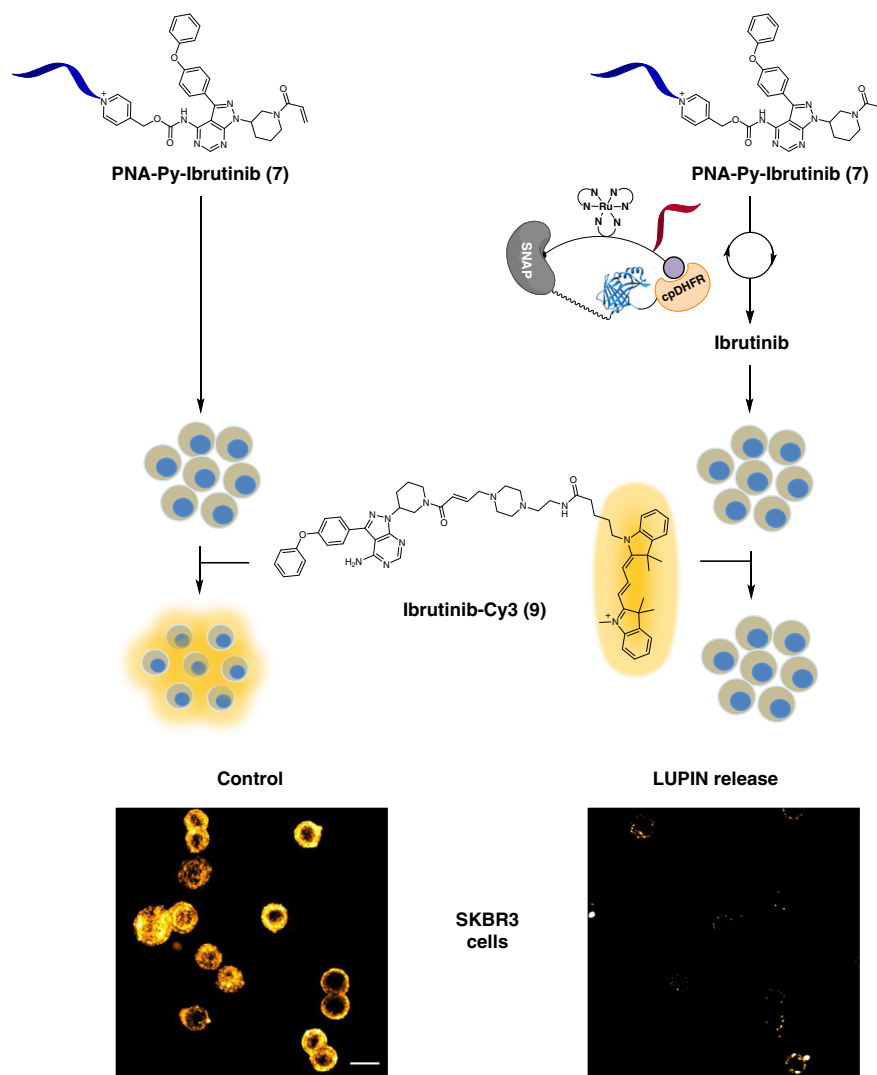 PNA-Py-Ibrutinib (7)
PNA-Py-Ibrutinib (7)
SNAP
Ru
cpDHFR
Ibrutinib
Ibrutinib-Cy3 (9)
Control
LUPIN release
SKBR3
cells